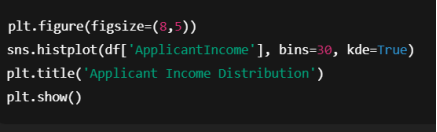 plt.figure(figsize=(8,5))
sns.histplot(df['ApplicantIncome'], bins=30, kde=True)
plt.title('Applicant Income Distribution')
plt.show()